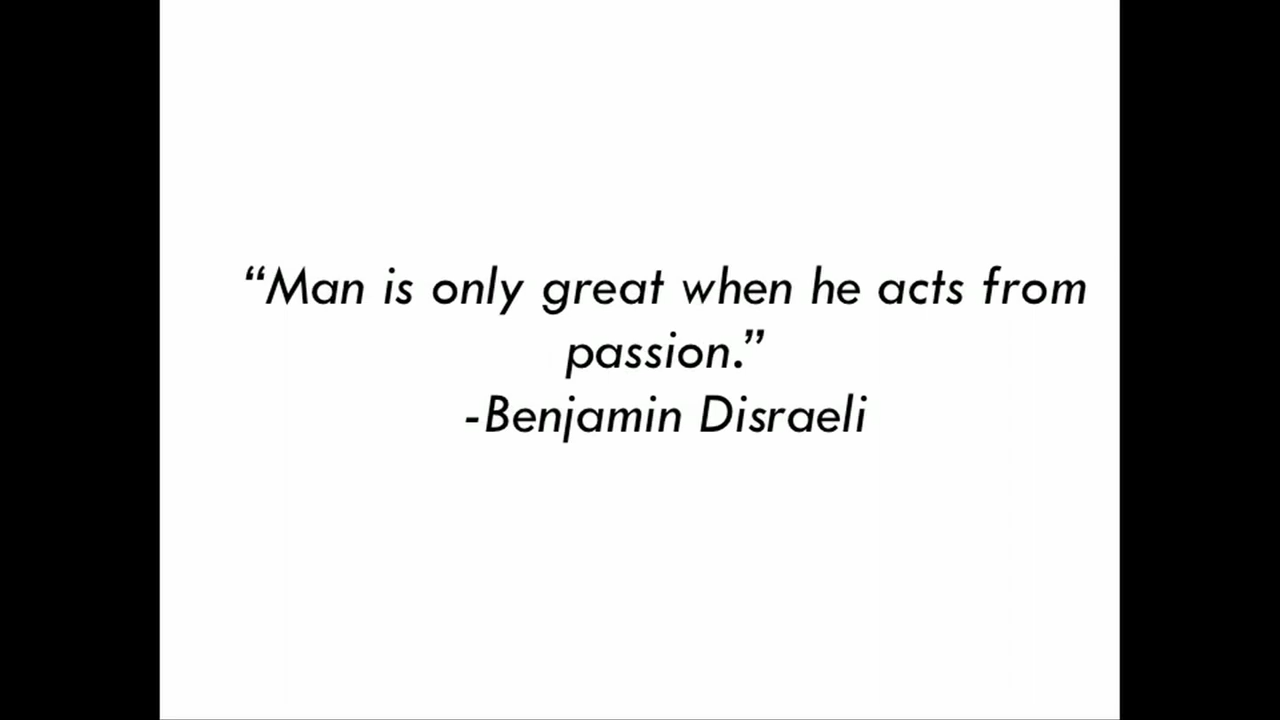 “Man is only great when he acts from
passion.”
-Benjamin Disraeli